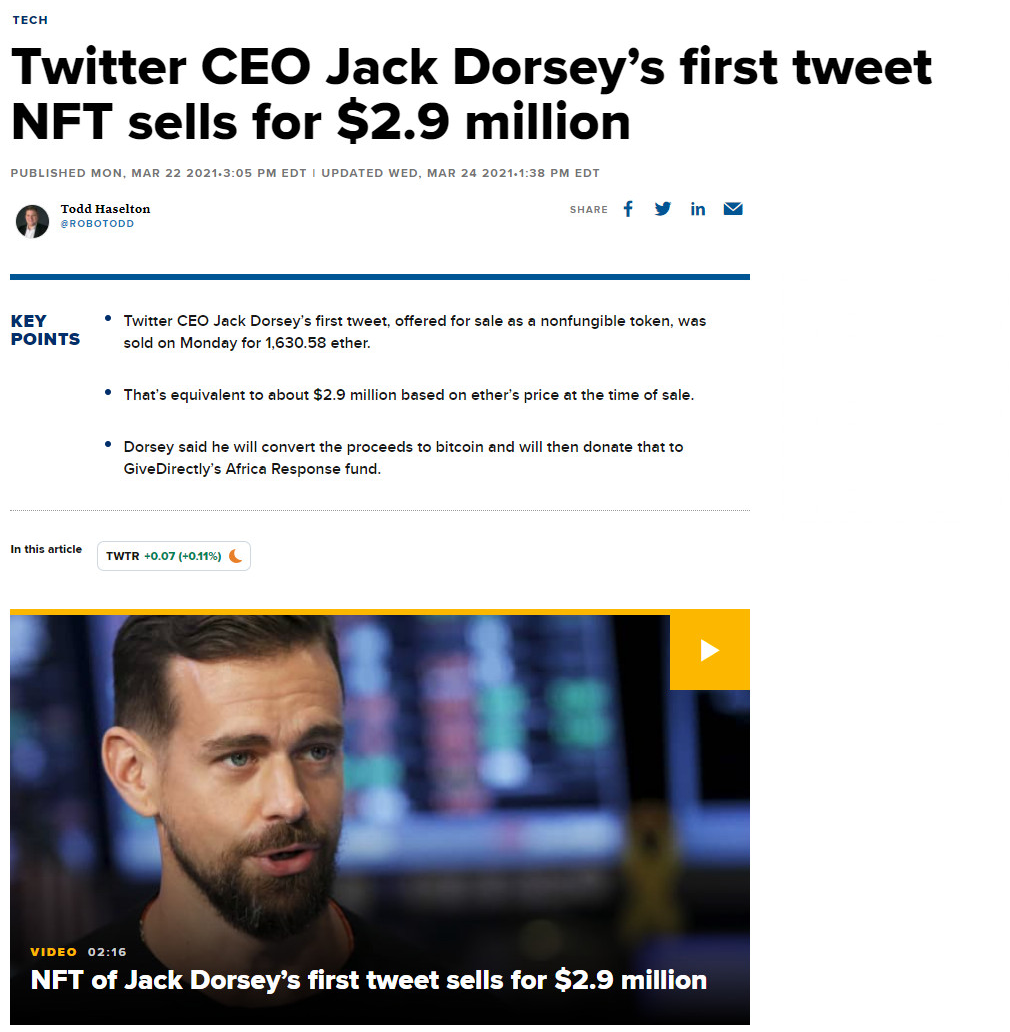 TECH
Twitter CEO Jack Dorsey’s first tweet
NFT sells for $2.9 million
PUBLISHED MON, MAR 22 2021•3:05 PM EDT | UPDATED WED, MAR 24 2021•1:38 PM EDT
Todd Haselton
@ROBOTODD
SHARE
KEY
POINTS
Twitter CEO Jack Dorsey’s first tweet, offered for sale as a nonfungible token, was
sold on Monday for 1,630.58 ether.
That’s equivalent to about $2.9 million based on ether’s price at the time of sale.
Dorsey said he will convert the proceeds to bitcoin and will then donate that to
GiveDirectly’s Africa Response fund.
In this article
TWTR +0.07 (+0.11%)
VIDEO 02:16
NFT of Jack Dorsey’s first tweet sells for $2.9 million